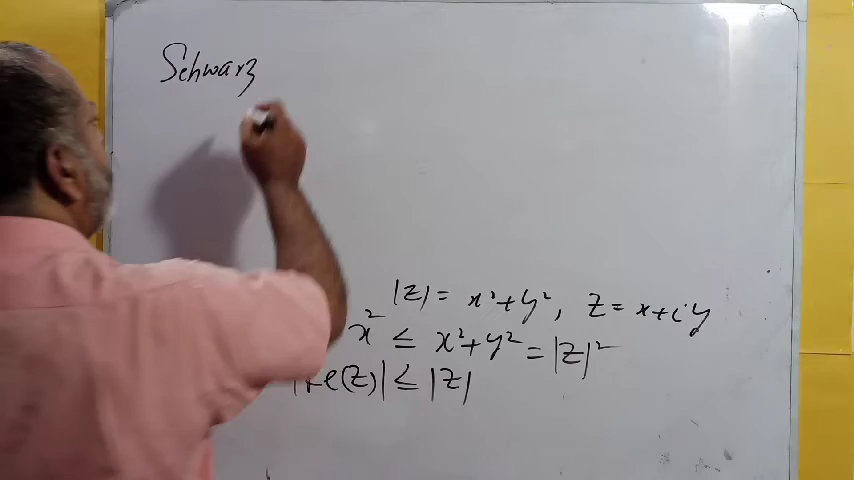 Schwarz
|z| = x²+y², z = x+iy
x² ≤ x²+y² = |z|²
|Re(z)| ≤ |z|